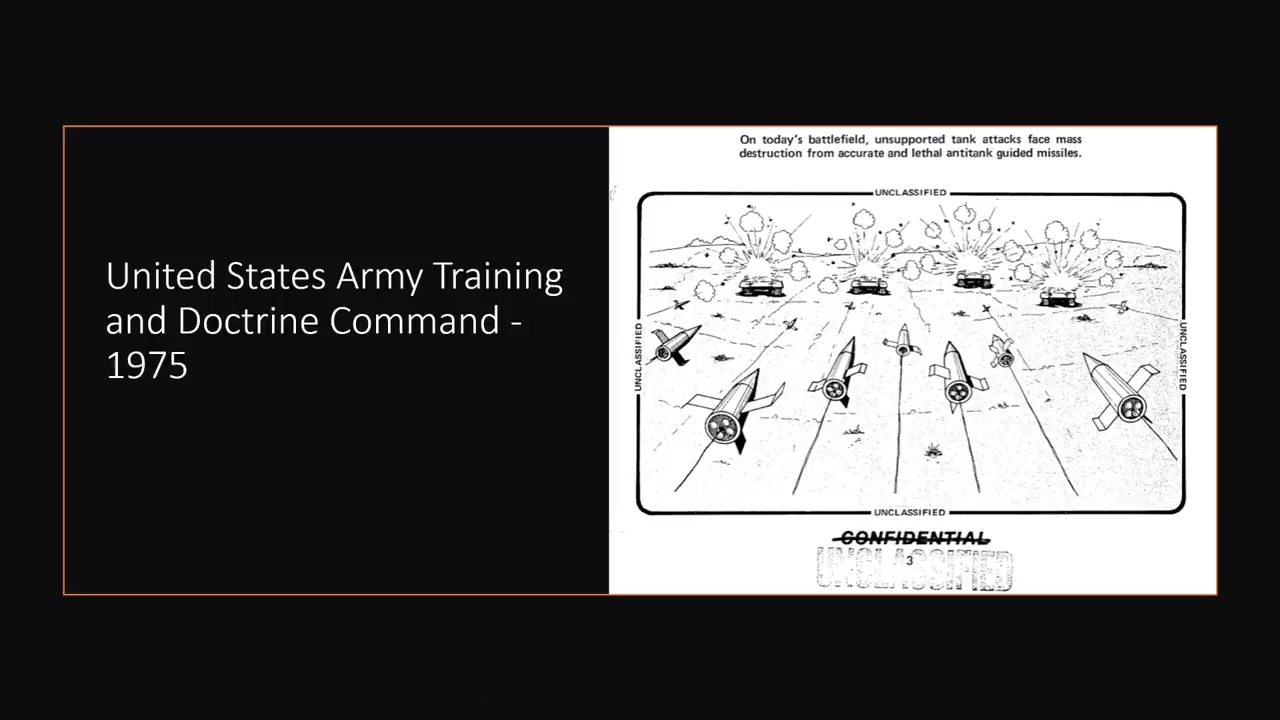 United States Army Training
and Doctrine Command -
1975
On today's battlefield, unsupported tank attacks face mass
destruction from accurate and lethal antitank guided missiles.
UNCLASSIFIED
UNCLASSIFIED
UNCLASSIFIED
UNCLASSIFIED
CONFIDENTIAL
3
UNCLASSIFIED